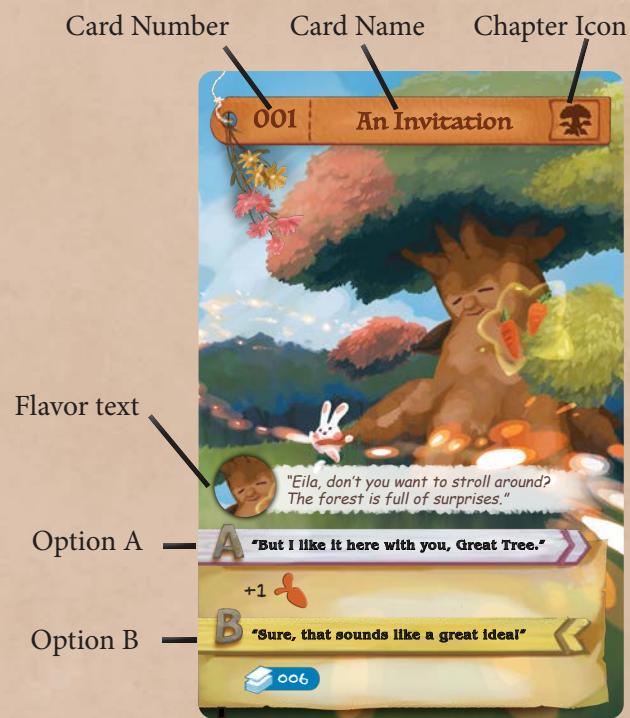 Card Number Card Name Chapter Icon
001 An Invitation
Flavor text
"Eila, don't you want to stroll around?
The forest is full of surprises."
Option A
A "But I like it here with you, Great Tree."
+1
Option B
B "Sure, that sounds like a great idea!"
006